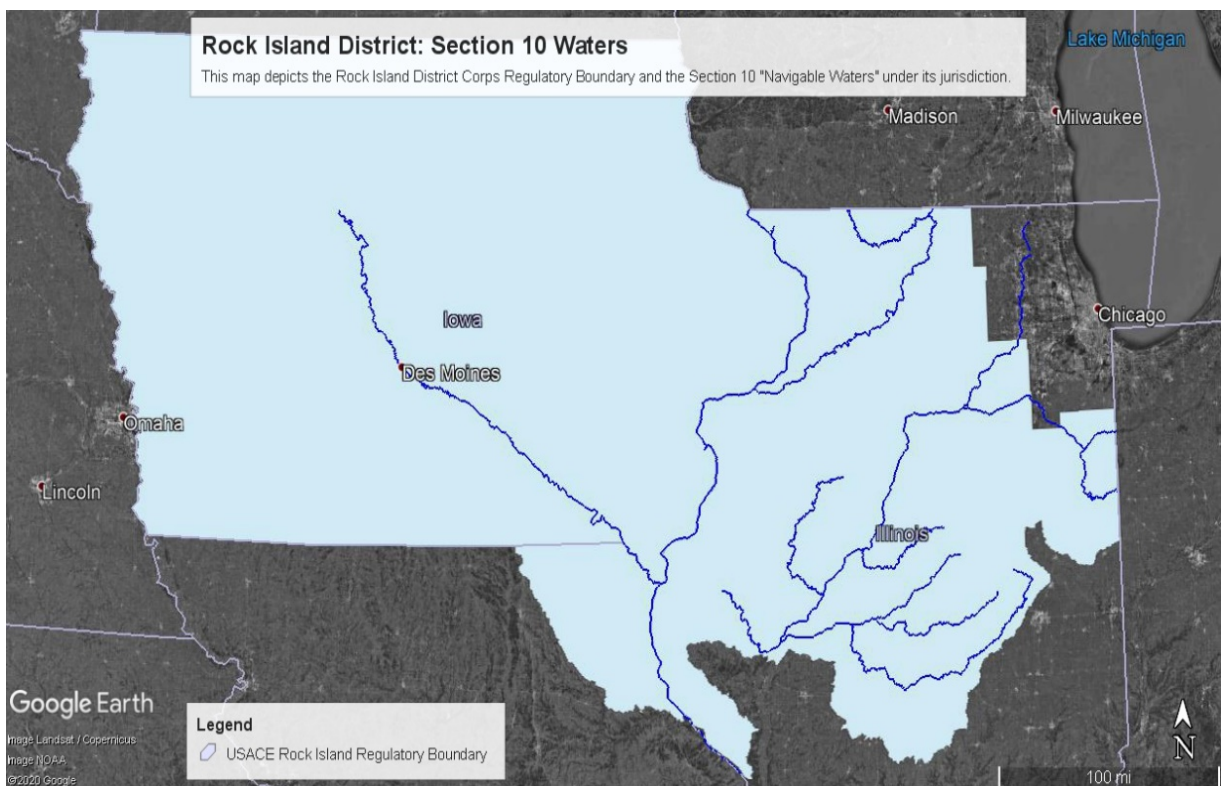 Rock Island District: Section 10 Waters
This map depicts the Rock Island District Corps Regulatory Boundary and the Section 10 "Navigable Waters" under its jurisdiction.
Lake Michigan
Madison
Milwaukee
Chicago
Iowa
Des Moines
Omaha
Lincoln
Illinois
Google Earth
Image Landsat / Copernicus
Image NOAA
©2020 Google
Legend
USACE Rock Island Regulatory Boundary
N
100 mi